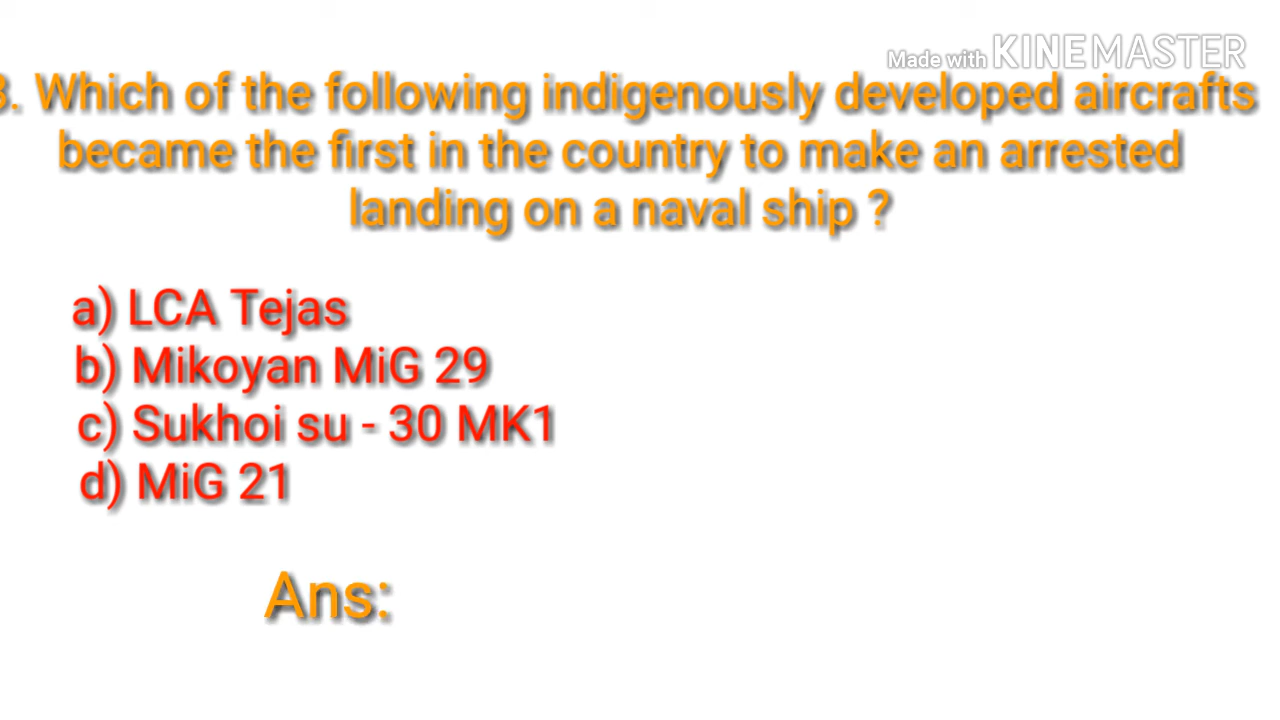 Made with KINEMASTER
3. Which of the following indigenously developed aircrafts
became the first in the country to make an arrested
landing on a naval ship ?
a) LCA Tejas
b) Mikoyan MiG 29
c) Sukhoi su - 30 MK1
d) MiG 21
Ans: